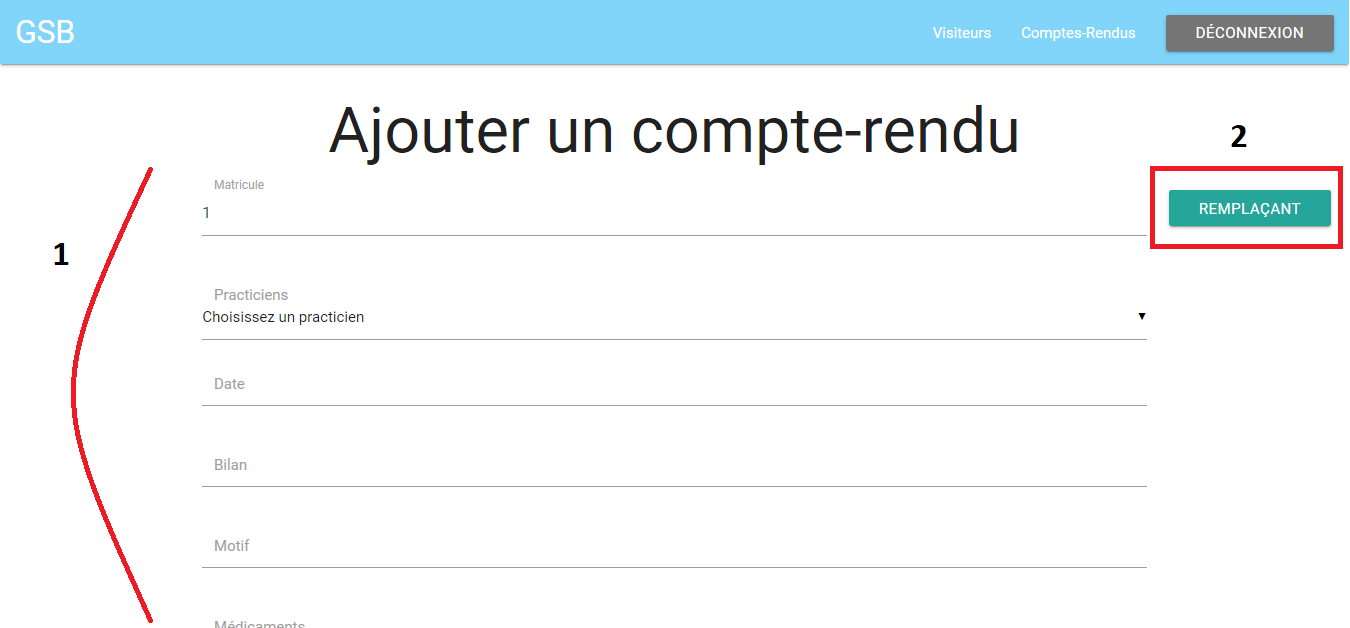 GSB
Visiteurs
Comptes-Rendus
DÉCONNEXION
Ajouter un compte-rendu
2
Matricule
1
REMPLAÇANT
1
Practiciens
Choisissez un practicien
Date
Bilan
Motif
Médicaments